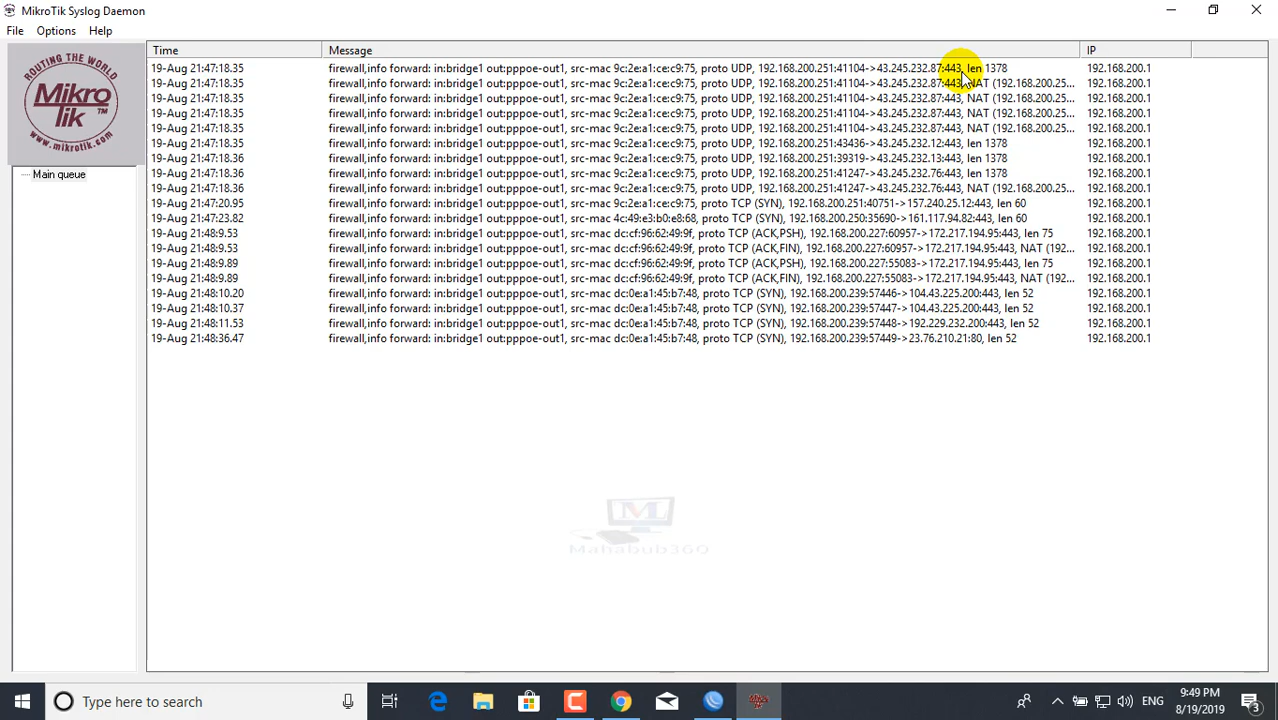 MikroTik Syslog Daemon
File Options Help
ROUTING THE WORLD
Mikro
Tik
www.mikrotik.com
Main queue
Time Message IP
19-Aug 21:47:18.35 firewall,info forward: in:bridge1 out:pppoe-out1, src-mac 9c:2e:a1:ce:c9:75, proto UDP, 192.168.200.251:41104->43.245.232.87:443, len 1378 192.168.200.1
19-Aug 21:47:18.35 firewall,info forward: in:bridge1 out:pppoe-out1, src-mac 9c:2e:a1:ce:c9:75, proto UDP, 192.168.200.251:41104->43.245.232.87:443, NAT (192.168.200.25... 192.168.200.1
19-Aug 21:47:18.35 firewall,info forward: in:bridge1 out:pppoe-out1, src-mac 9c:2e:a1:ce:c9:75, proto UDP, 192.168.200.251:41104->43.245.232.87:443, NAT (192.168.200.25... 192.168.200.1
19-Aug 21:47:18.35 firewall,info forward: in:bridge1 out:pppoe-out1, src-mac 9c:2e:a1:ce:c9:75, proto UDP, 192.168.200.251:41104->43.245.232.87:443, NAT (192.168.200.25... 192.168.200.1
19-Aug 21:47:18.35 firewall,info forward: in:bridge1 out:pppoe-out1, src-mac 9c:2e:a1:ce:c9:75, proto UDP, 192.168.200.251:41104->43.245.232.87:443, NAT (192.168.200.25... 192.168.200.1
19-Aug 21:47:18.35 firewall,info forward: in:bridge1 out:pppoe-out1, src-mac 9c:2e:a1:ce:c9:75, proto UDP, 192.168.200.251:43436->43.245.232.12:443, len 1378 192.168.200.1
19-Aug 21:47:18.36 firewall,info forward: in:bridge1 out:pppoe-out1, src-mac 9c:2e:a1:ce:c9:75, proto UDP, 192.168.200.251:39319->43.245.232.13:443, len 1378 192.168.200.1
19-Aug 21:47:18.36 firewall,info forward: in:bridge1 out:pppoe-out1, src-mac 9c:2e:a1:ce:c9:75, proto UDP, 192.168.200.251:41247->43.245.232.76:443, len 1378 192.168.200.1
19-Aug 21:47:18.36 firewall,info forward: in:bridge1 out:pppoe-out1, src-mac 9c:2e:a1:ce:c9:75, proto UDP, 192.168.200.251:41247->43.245.232.76:443, NAT (192.168.200.25... 192.168.200.1
19-Aug 21:47:20.95 firewall,info forward: in:bridge1 out:pppoe-out1, src-mac 9c:2e:a1:ce:c9:75, proto TCP (SYN), 192.168.200.251:40751->157.240.25.12:443, len 60 192.168.200.1
19-Aug 21:47:23.82 firewall,info forward: in:bridge1 out:pppoe-out1, src-mac 4c:49:e3:b0:e8:68, proto TCP (SYN), 192.168.200.250:35690->161.117.94.82:443, len 60 192.168.200.1
19-Aug 21:48:9.53 firewall,info forward: in:bridge1 out:pppoe-out1, src-mac dc:cf:96:62:49:9f, proto TCP (ACK,PSH), 192.168.200.227:60957->172.217.194.95:443, len 75 192.168.200.1
19-Aug 21:48:9.53 firewall,info forward: in:bridge1 out:pppoe-out1, src-mac dc:cf:96:62:49:9f, proto TCP (ACK,FIN), 192.168.200.227:60957->172.217.194.95:443, NAT (192... 192.168.200.1
19-Aug 21:48:9.89 firewall,info forward: in:bridge1 out:pppoe-out1, src-mac dc:cf:96:62:49:9f, proto TCP (ACK,PSH), 192.168.200.227:55083->172.217.194.95:443, len 75 192.168.200.1
19-Aug 21:48:9.89 firewall,info forward: in:bridge1 out:pppoe-out1, src-mac dc:cf:96:62:49:9f, proto TCP (ACK,FIN), 192.168.200.227:55083->172.217.194.95:443, NAT (192... 192.168.200.1
19-Aug 21:48:10.20 firewall,info forward: in:bridge1 out:pppoe-out1, src-mac dc:0e:a1:45:b7:48, proto TCP (SYN), 192.168.200.239:57446->104.43.225.200:443, len 52 192.168.200.1
19-Aug 21:48:10.37 firewall,info forward: in:bridge1 out:pppoe-out1, src-mac dc:0e:a1:45:b7:48, proto TCP (SYN), 192.168.200.239:57447->104.43.225.200:443, len 52 192.168.200.1
19-Aug 21:48:11.53 firewall,info forward: in:bridge1 out:pppoe-out1, src-mac dc:0e:a1:45:b7:48, proto TCP (SYN), 192.168.200.239:57448->192.229.232.200:443, len 52 192.168.200.1
19-Aug 21:48:36.47 firewall,info forward: in:bridge1 out:pppoe-out1, src-mac dc:0e:a1:45:b7:48, proto TCP (SYN), 192.168.200.239:57449->23.76.210.21:80, len 52 192.168.200.1
Mahabub36Q
Type here to search
ENG
9:49 PM
8/19/2019
3